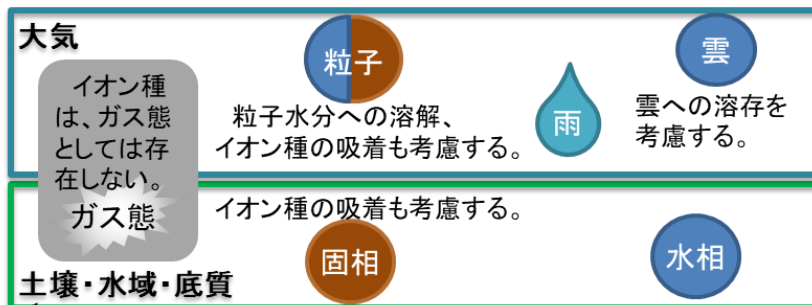 大気
イオン種
は、ガス態
としては存
在しない。
ガス態
粒子
粒子水分への溶解、
イオン種の吸着も考慮する。
雨
雲
雲への溶存を
考慮する。
イオン種の吸着も考慮する。
固相
水相
土壌・水域・底質